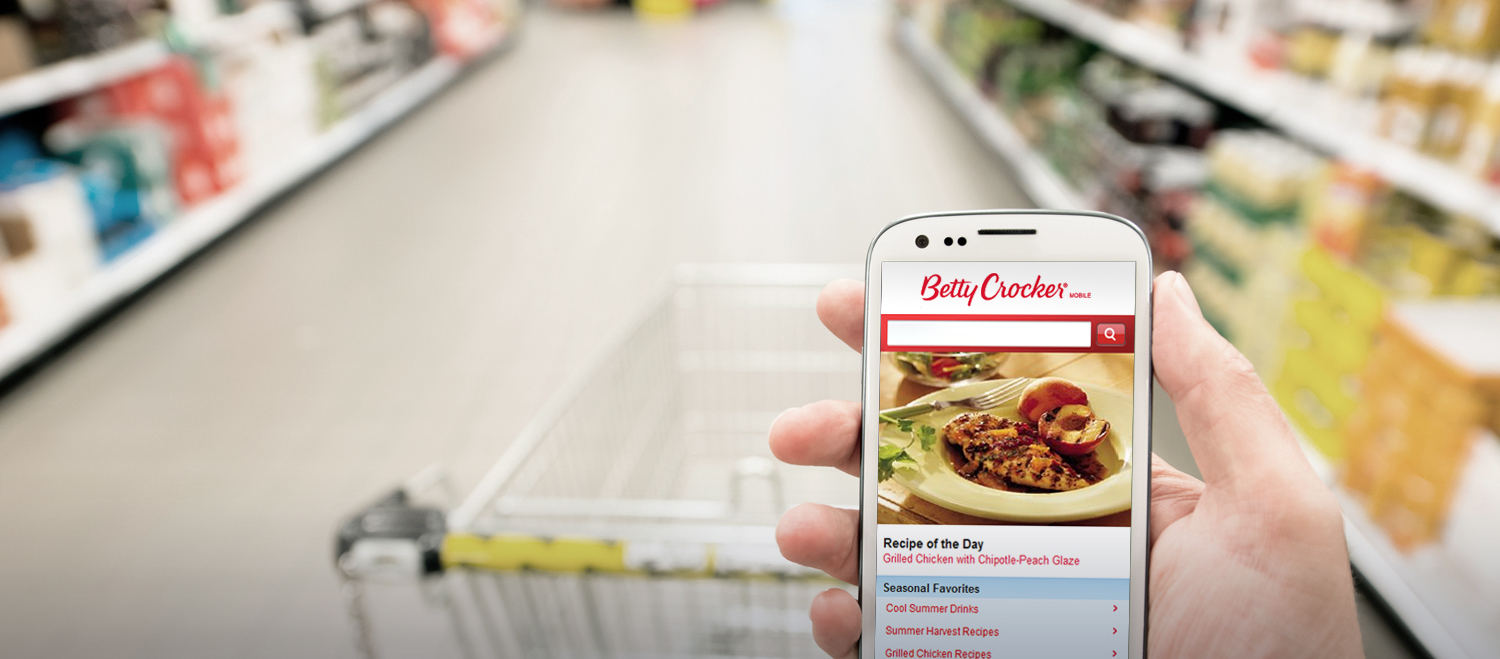 Betty Crocker® MOBILE
Recipe of the Day
Grilled Chicken with Chipotle-Peach Glaze
Seasonal Favorites
Cool Summer Drinks
Summer Harvest Recipes
Grilled Chicken Recipes